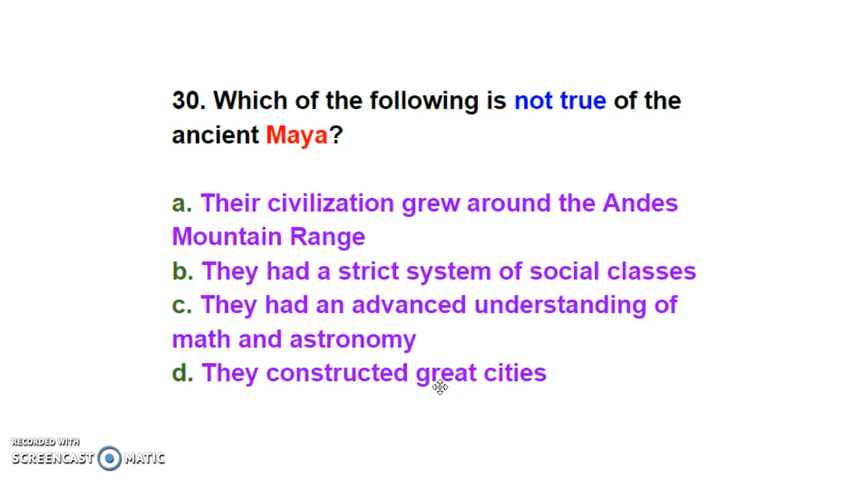 30. Which of the following is not true of the
ancient Maya?
a. Their civilization grew around the Andes
Mountain Range
b. They had a strict system of social classes
c. They had an advanced understanding of
math and astronomy
d. They constructed great cities
RECORDED WITH
SCREENCAST MATIC